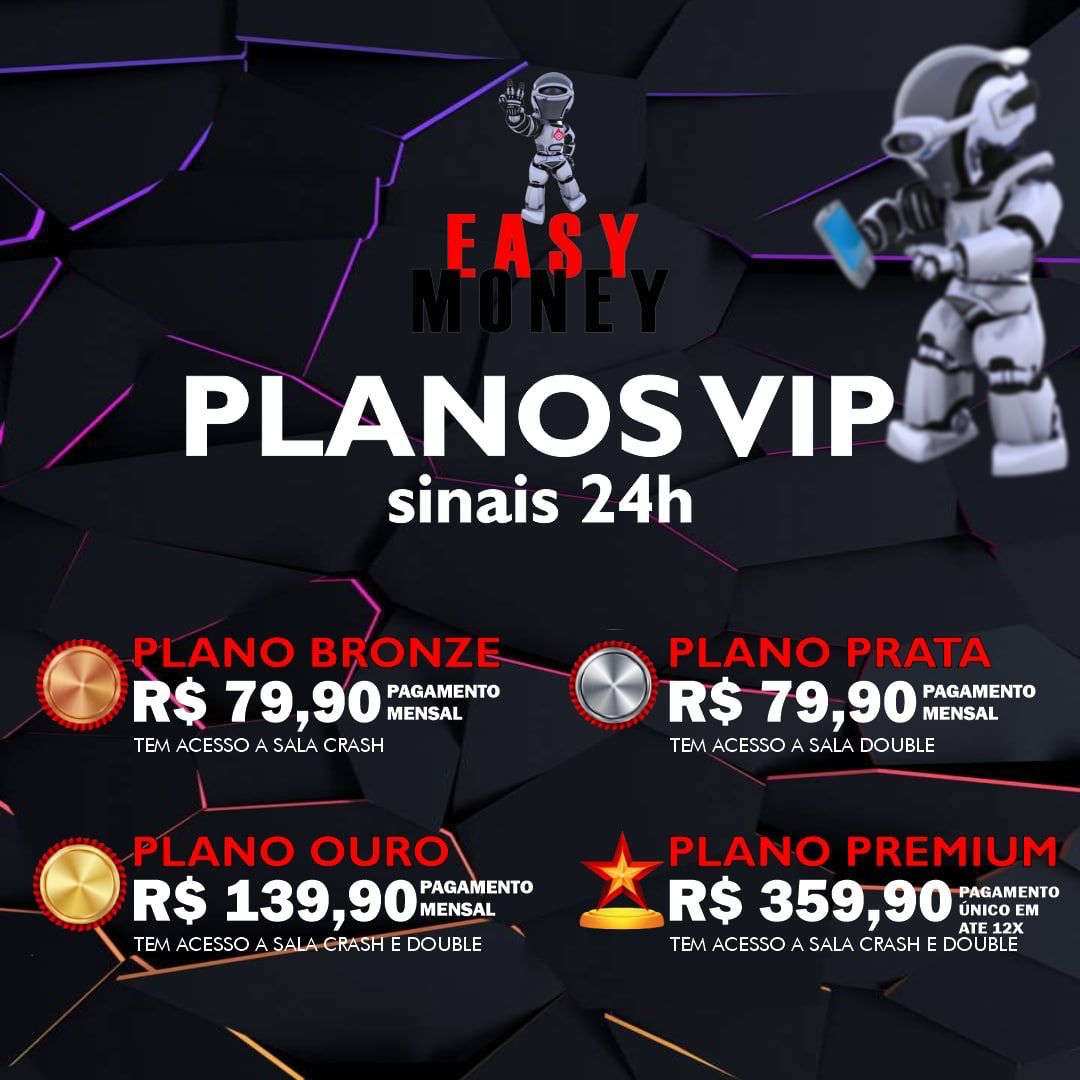 EASY
MONEY
PLANOS VIP
sinais 24h
PLANO BRONZE
R$ 79,90 PAGAMENTO
MENSAL
TEM ACESSO A SALA CRASH
PLANO PRATA
R$ 79,90 PAGAMENTO
MENSAL
TEM ACESSO A SALA DOUBLE
PLANO OURO
R$ 139,90 PAGAMENTO
MENSAL
TEM ACESSO A SALA CRASH E DOUBLE
PLANO PREMIUM
R$ 359,90 PAGAMENTO
ÚNICO EM
ATE 12X
TEM ACESSO A SALA CRASH E DOUBLE